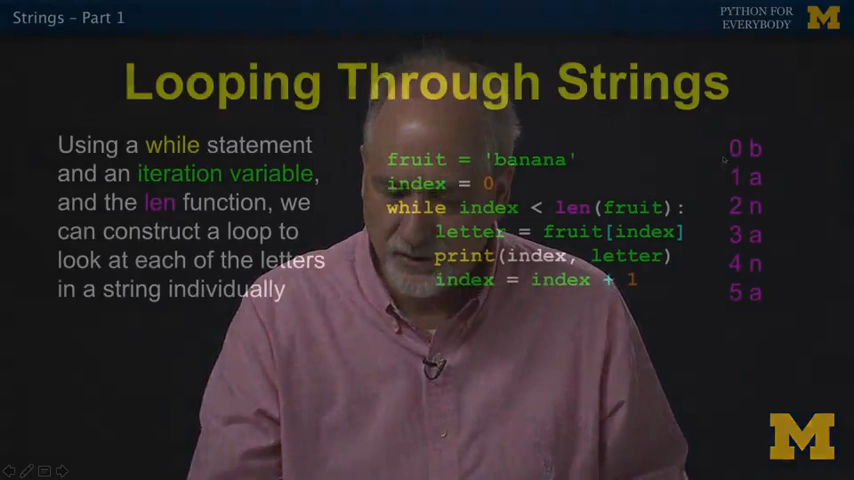 Strings – Part 1
PYTHON FOR
EVERYBODY
M
Looping Through Strings
Using a while statement
and an iteration variable,
and the len function, we
can construct a loop to
look at each of the letters
in a string individually
fruit = 'banana'
index = 0
while index < len(fruit):
letter = fruit[index]
print(index, letter)
index = index + 1
0 b
1 a
2 n
3 a
4 n
5 a
M